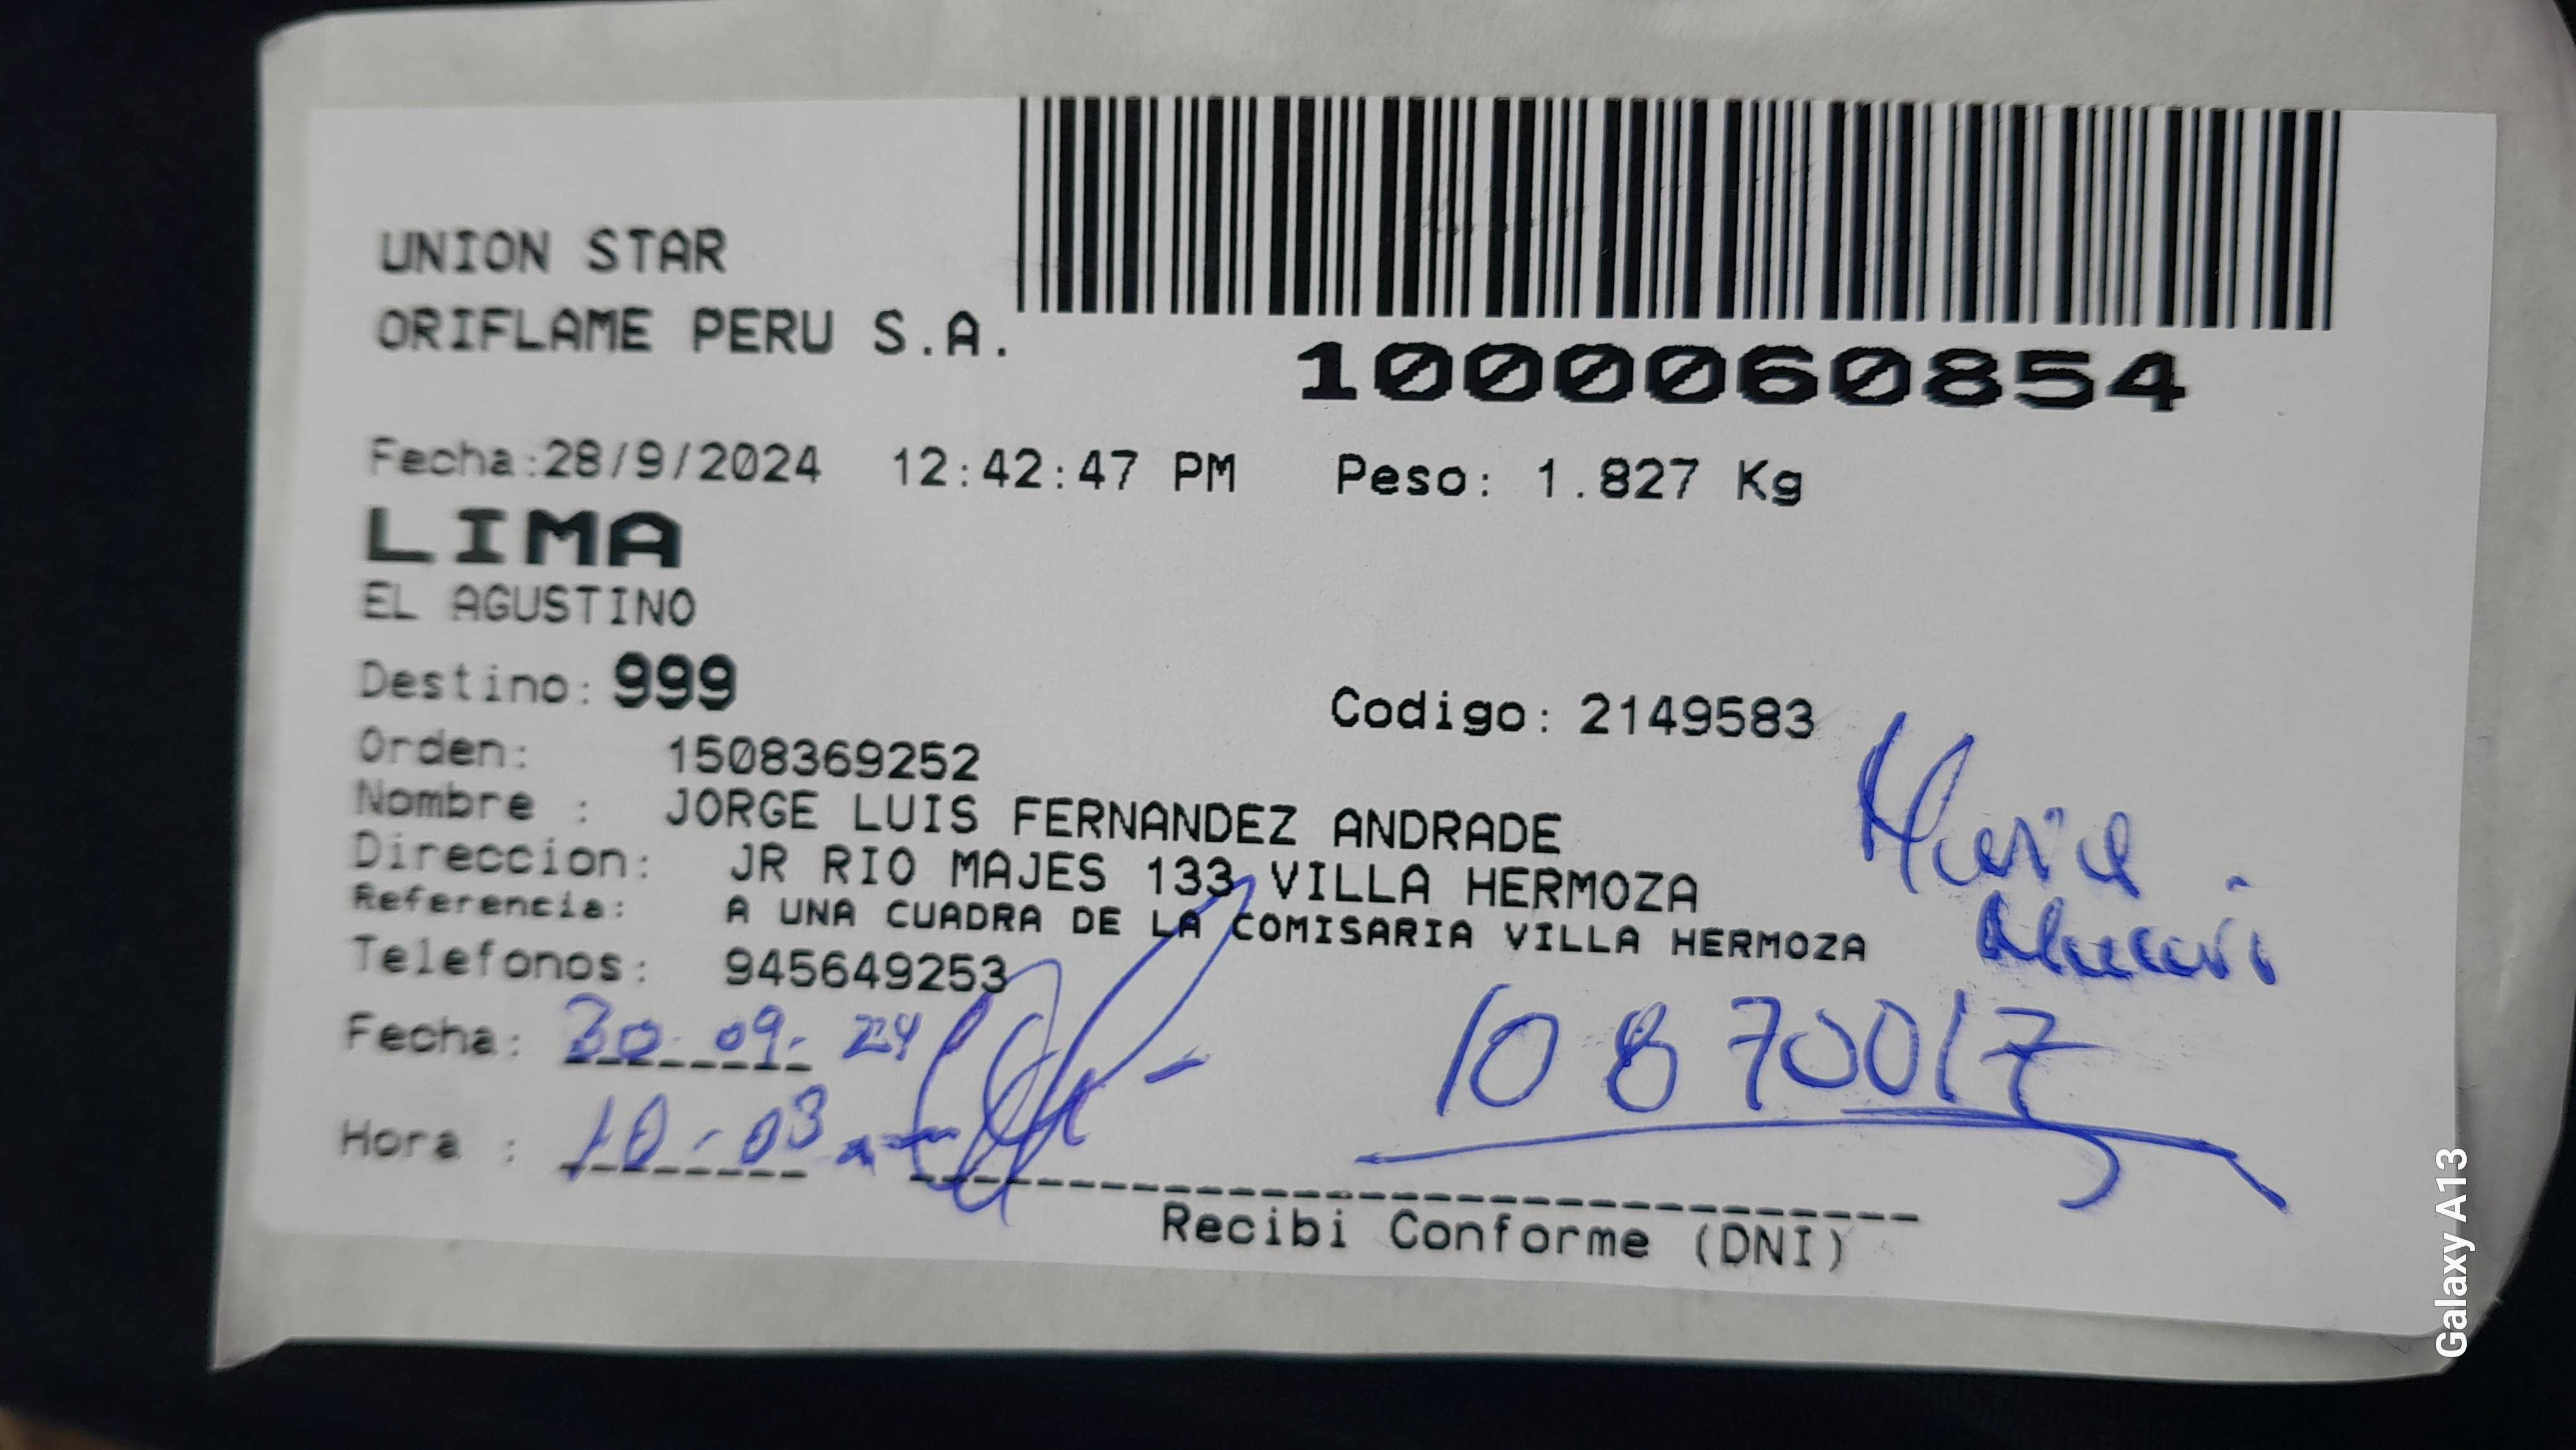 UNION STAR
ORIFLAME PERU S.A.
1000060854
Fecha:28/9/2024 12:42:47 PM Peso: 1.827 Kg
LIMA
EL AGUSTINO
Destino: 999
Codigo: 2149583
Orden: 1508369252
Nombre : JORGE LUIS FERNANDEZ ANDRADE
Direccion: JR RIO MAJES 133 VILLA HERMOZA
Referencia: A UNA CUADRA DE LA COMISARIA VILLA HERMOZA
Telefonos: 945649253
Maria
Fecha: 30-09-24
10870017
Hora : 10-03
Recibi Conforme (DNI)
Galaxy A13